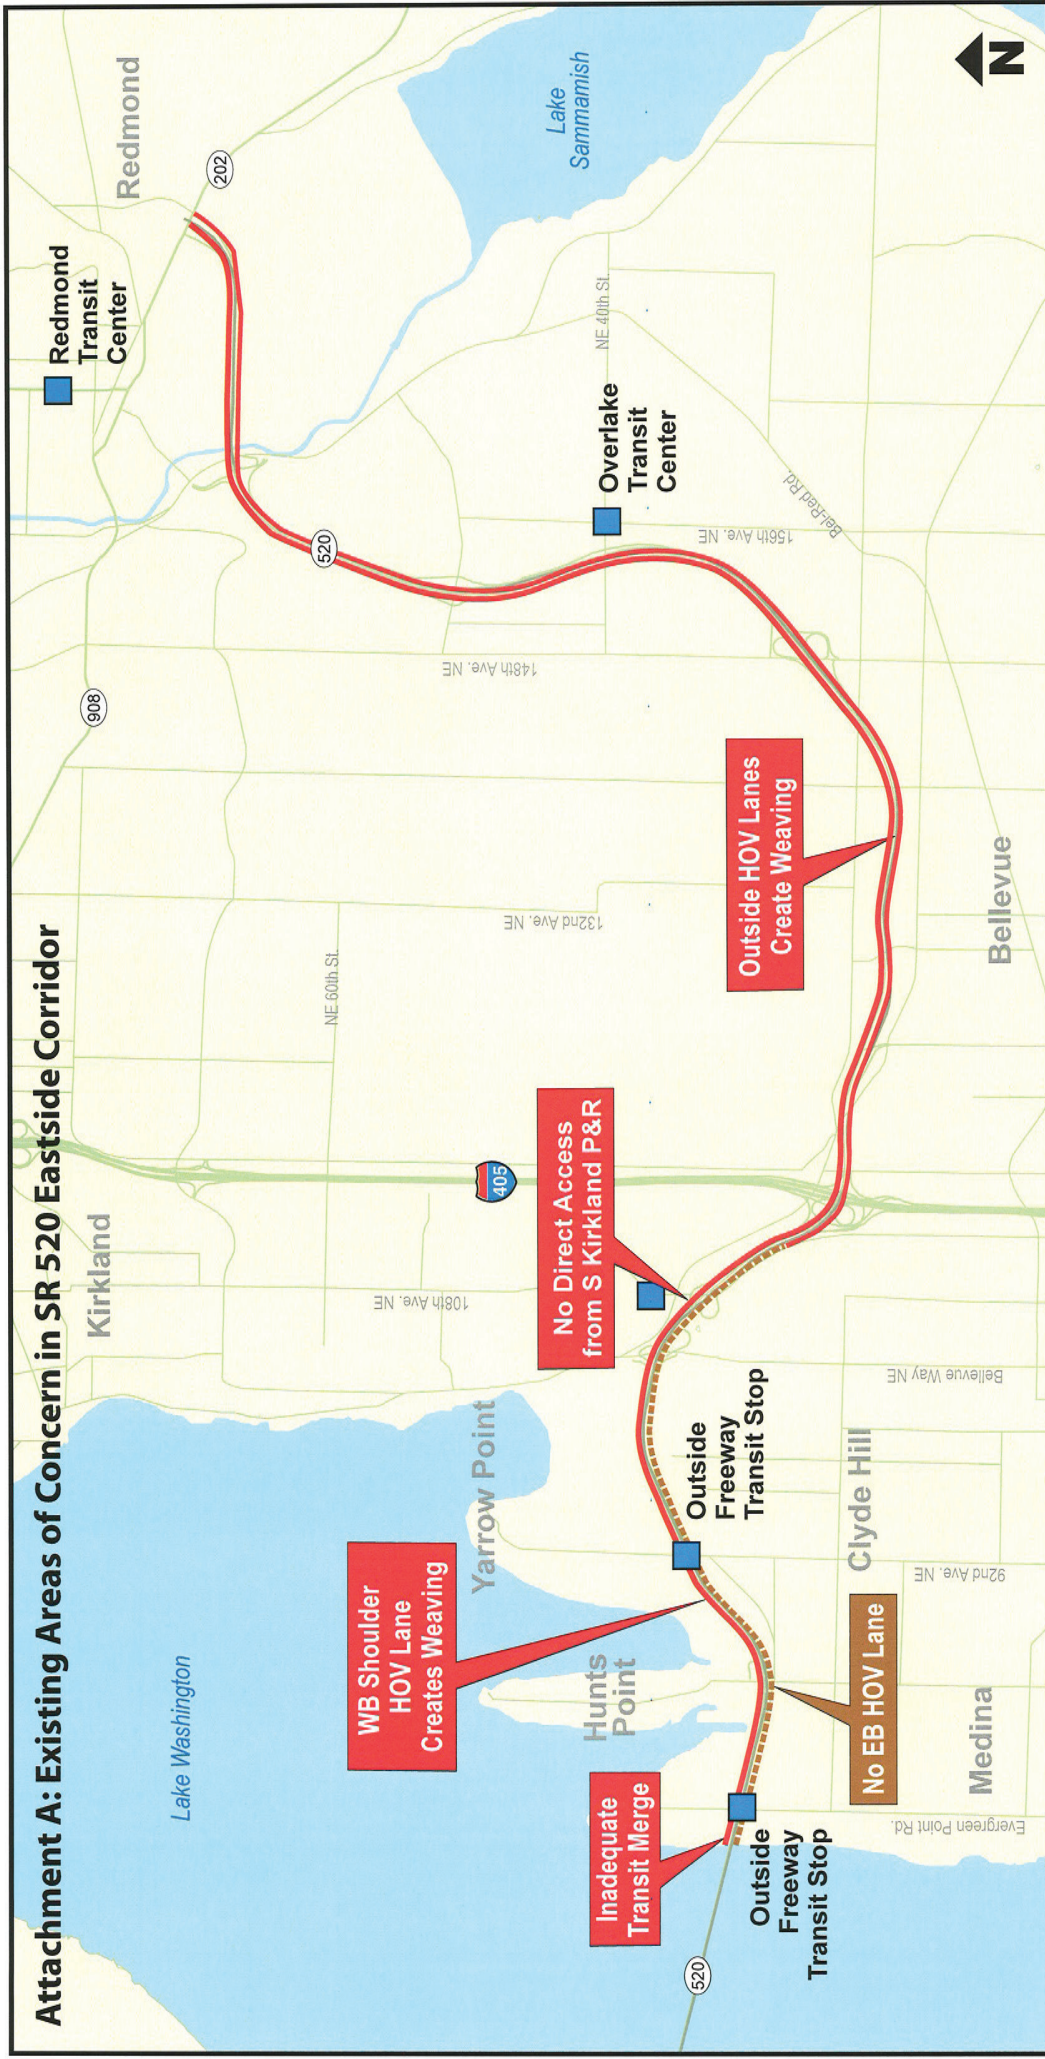 Attachment A: Existing Areas of Concern in SR 520 Eastside Corridor
Lake Washington
Kirkland
908
Redmond
Transit
Center
Redmond
202
520
Lake
Sammamish
N
WB Shoulder
HOV Lane
Creates Weaving
Yarrow Point
108th Ave. NE
405
NE 60th St.
132nd Ave. NE
148th Ave. NE
NE 40th St.
Overlake
Transit
Center
156th Ave. NE
Bel-Red Rd.
No Direct Access
from S Kirkland P&R
Hunts
Point
Inadequate
Transit Merge
520
Outside
Freeway
Transit Stop
Outside
Freeway
Transit Stop
Outside HOV Lanes
Create Weaving
No EB HOV Lane
Clyde Hill
Evergreen Point Rd.
Medina
92nd Ave. NE
Bellevue Way NE
Bellevue